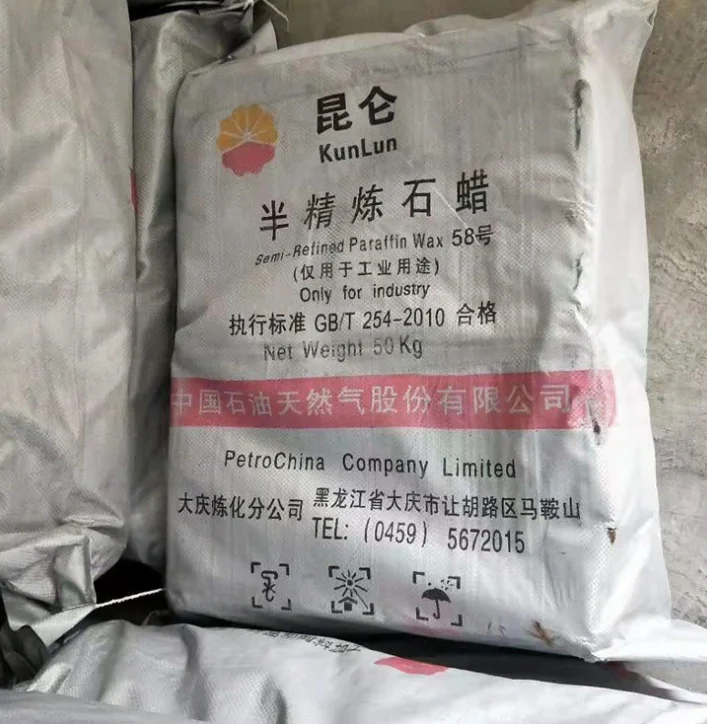 昆仑
KunLun
半精炼石蜡
Semi-Refined Paraffin Wax 58号
(仅用于工业用途)
Only for industry
执行标准 GB/T 254-2010 合格
Net Weight 50Kg
中国石油天然气股份有限公司
PetroChina Company Limited
大庆炼化分公司 黑龙江省大庆市让胡路区马鞍山
TEL: (0459) 5672015